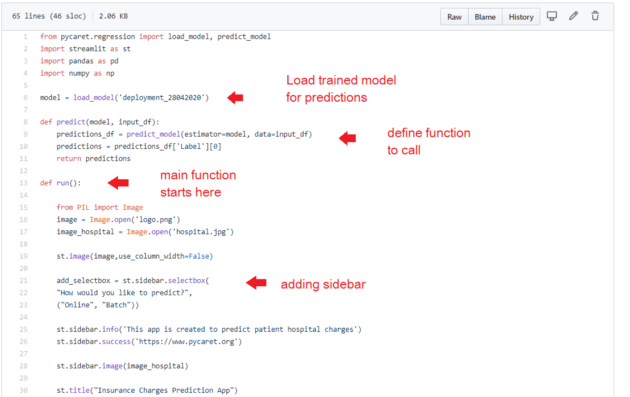 65 lines (46 sloc) 2.06 KB Raw Blame History
1 from pycaret.regression import load_model, predict_model
2 import streamlit as st
3 import pandas as pd
4 import numpy as np
5
6 model = load_model('deployment_28042020')
Load trained model
for predictions
7
8 def predict(model, input_df):
9 predictions_df = predict_model(estimator=model, data=input_df)
10 predictions = predictions_df['Label'][0]
11 return predictions
define function
to call
12
13 def run():
main function
starts here
14
15 from PIL import Image
16 image = Image.open('logo.png')
17 image_hospital = Image.open('hospital.jpg')
18
19 st.image(image,use_column_width=False)
20
21 add_selectbox = st.sidebar.selectbox(
22 "How would you like to predict?",
23 ("Online", "Batch"))
adding sidebar
24
25 st.sidebar.info('This app is created to predict patient hospital charges')
26 st.sidebar.success('https://www.pycaret.org')
27
28 st.sidebar.image(image_hospital)
29
30 st.title("Insurance Charges Prediction App")